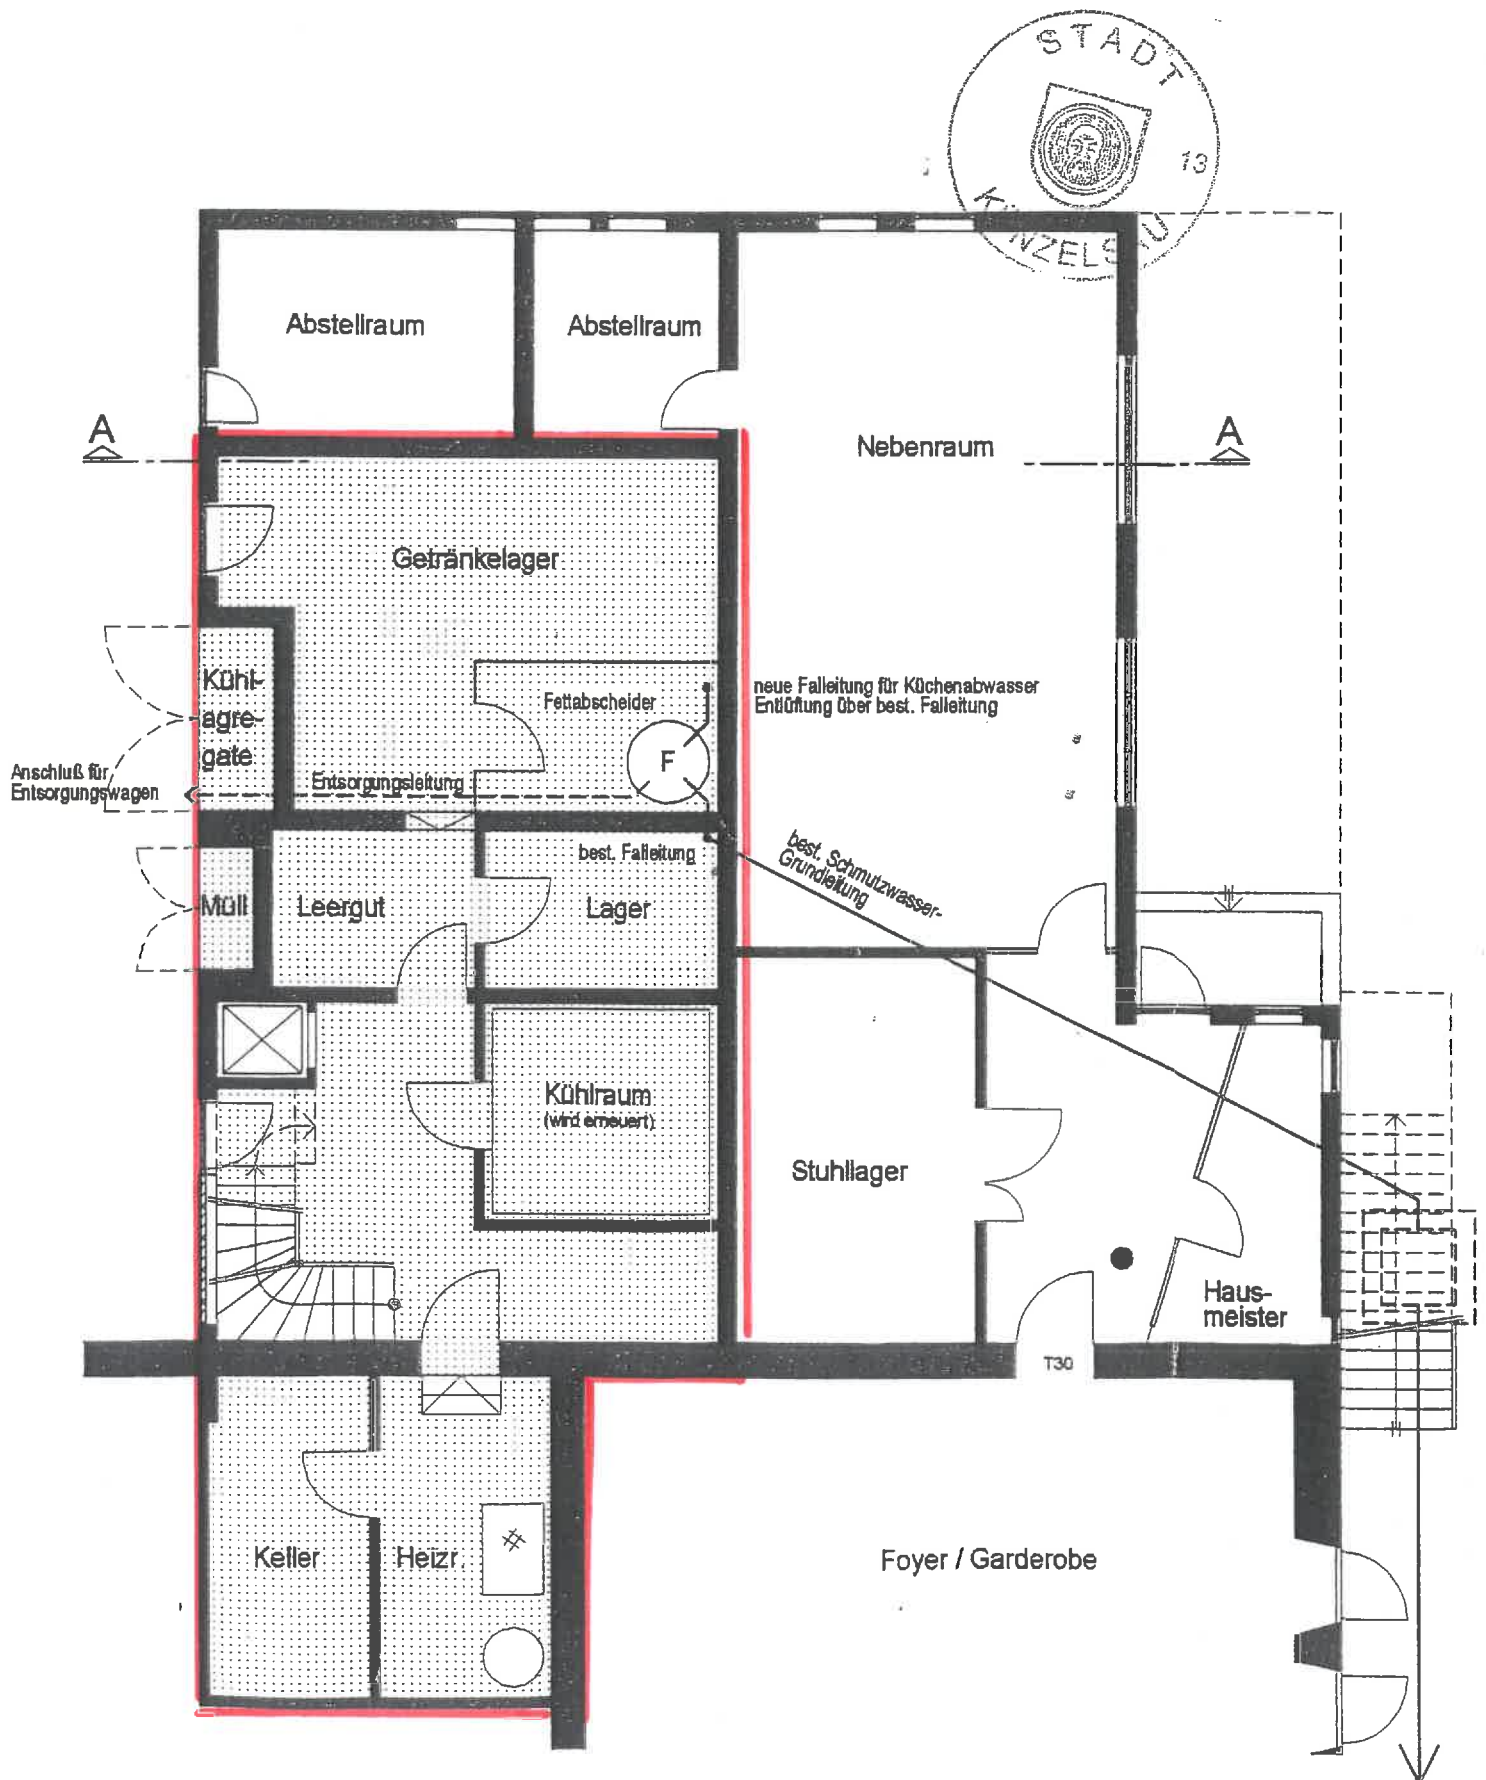 STADT
13
KÜNZELSAU
Abstellraum
Abstellraum
A
Nebenraum
A
Getränkelager
Kühl-
agre-
gate
Fettabscheider
F
neue Falleitung für Küchenabwasser
Entlüftung über best. Falleitung
Anschluß für
Entsorgungswagen
Entsorgungsleitung
best. Falleitung
best. Schmutzwasser-
Grundleitung
Müll
Leergut
Lager
Kühlraum
(wird erneuert)
Stuhllager
Haus-
meister
T30
Keller
Heizr.
Foyer / Garderobe